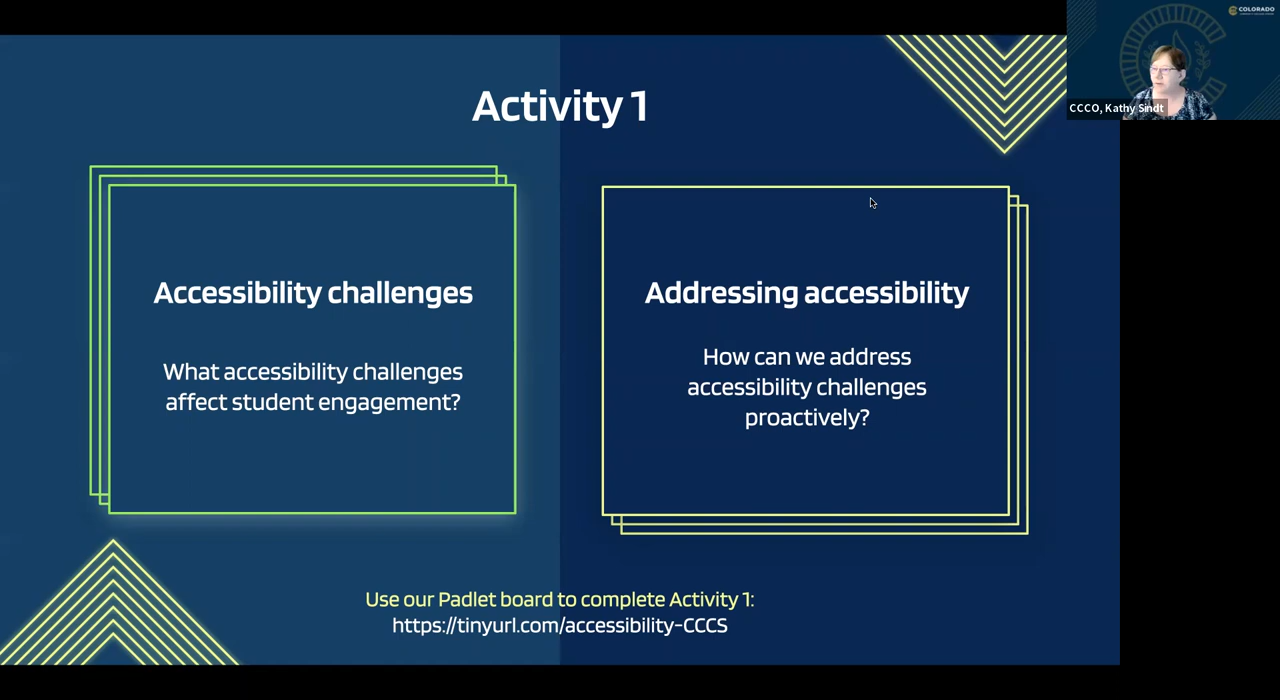 Activity 1
Accessibility challenges
What accessibility challenges
affect student engagement?
Addressing accessibility
How can we address
accessibility challenges
proactively?
Use our Padlet board to complete Activity 1:
https://tinyurl.com/accessibility-CCCS
COLORADO
CCCO, Kathy Sindt